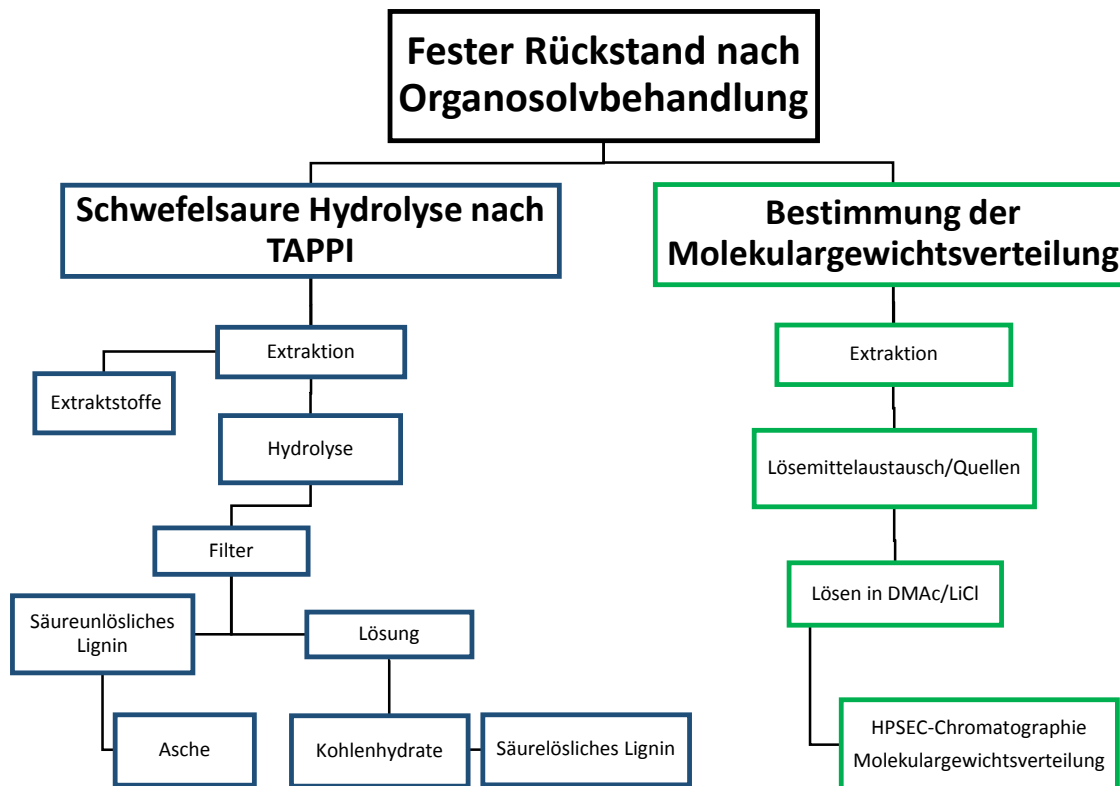 Fester Rückstand nach
Organosolvbehandlung
Schwefelsaure Hydrolyse nach
TAPPI
Bestimmung der
Molekulargewichtsverteilung
Extraktion
Extraktstoffe
Hydrolyse
Filter
Säureunlösliches
Lignin
Lösung
Asche
Kohlenhydrate
Säurelösliches Lignin
Extraktion
Lösemittelaustausch/Quellen
Lösen in DMAc/LiCl
HPSEC-Chromatographie
Molekulargewichtsverteilung